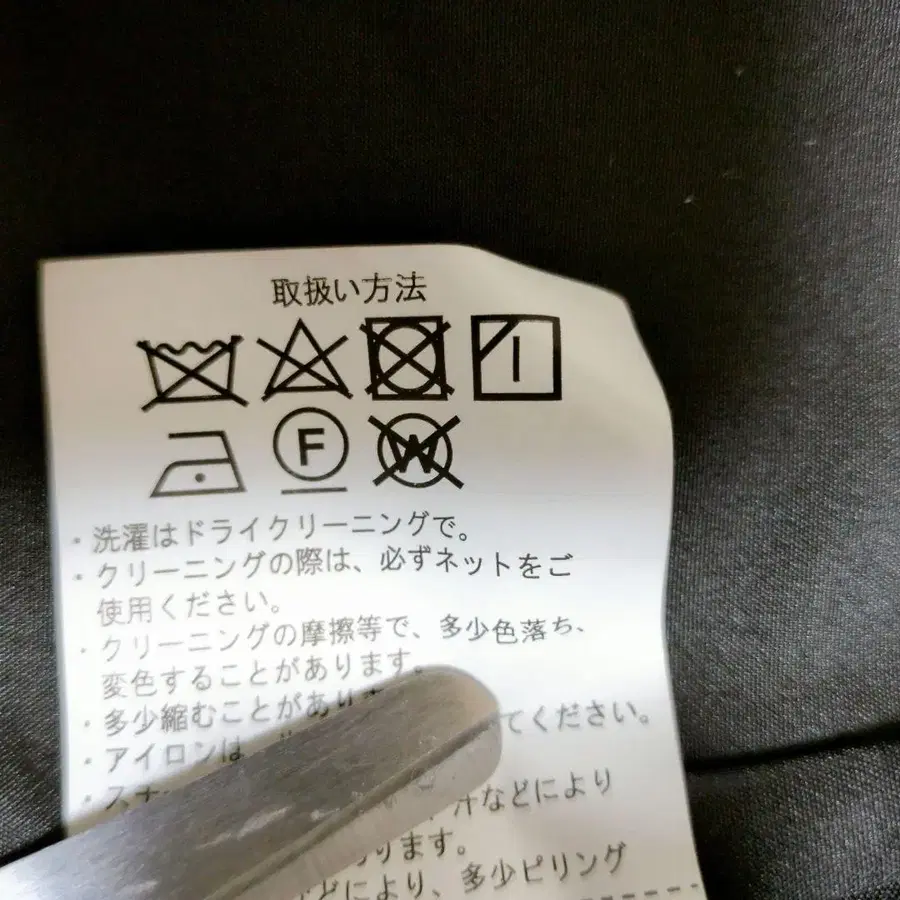 取扱い方法
F
W
・洗濯はドライクリーニングで。
・クリーニングの際は、必ずネットをご
使用ください。
・クリーニングの摩擦等で、多少色落ち、
変色することがあります。
・多少縮むことがあります
・アイロンは てください。
・ス 汗などにより
ります。
どにより、多少ピリング